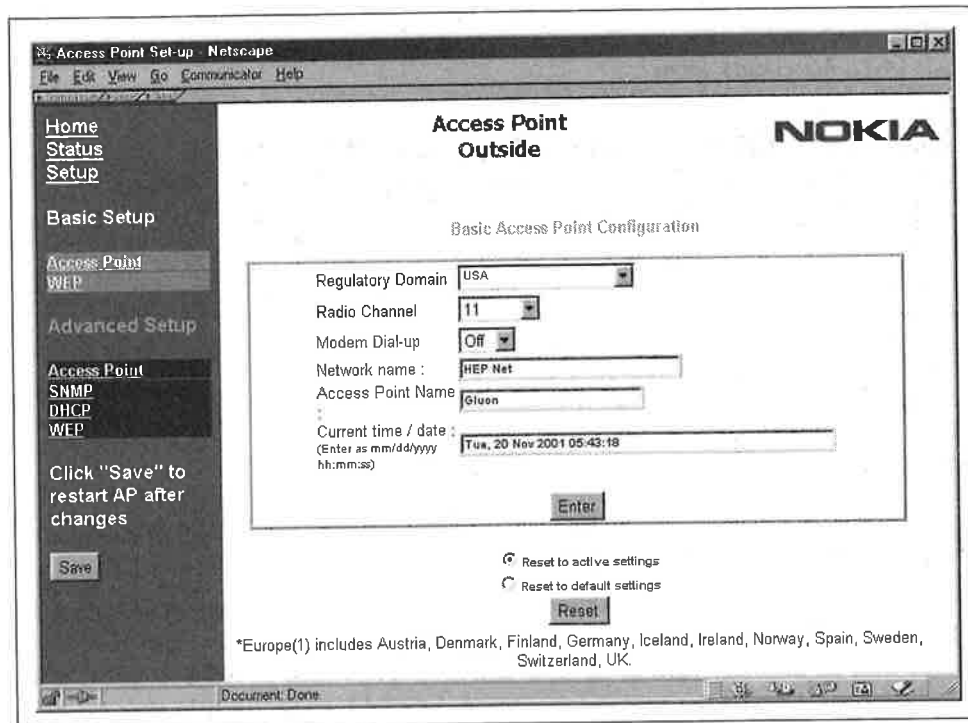 Access Point Set-up - Netscape
File Edit View Go Communicator Help
Home
Status
Setup
Basic Setup
Access Point
WEP
Advanced Setup
Access Point
SNMP
DHCP
WEP
Click "Save" to
restart AP after
changes
Save
Access Point
Outside
NOKIA
Basic Access Point Configuration
Regulatory Domain USA
Radio Channel 11
Modem Dial-up Off
Network name : HEP Net
Access Point Name Gluon
:
Current time / date : Tue, 20 Nov 2001 05:43:18
(Enter as mm/dd/yyyy
hh:mm:ss)
Enter
Reset to active settings
Reset to default settings
Reset
*Europe(1) includes Austria, Denmark, Finland, Germany, Iceland, Ireland, Norway, Spain, Sweden,
Switzerland, UK.
Document: Done